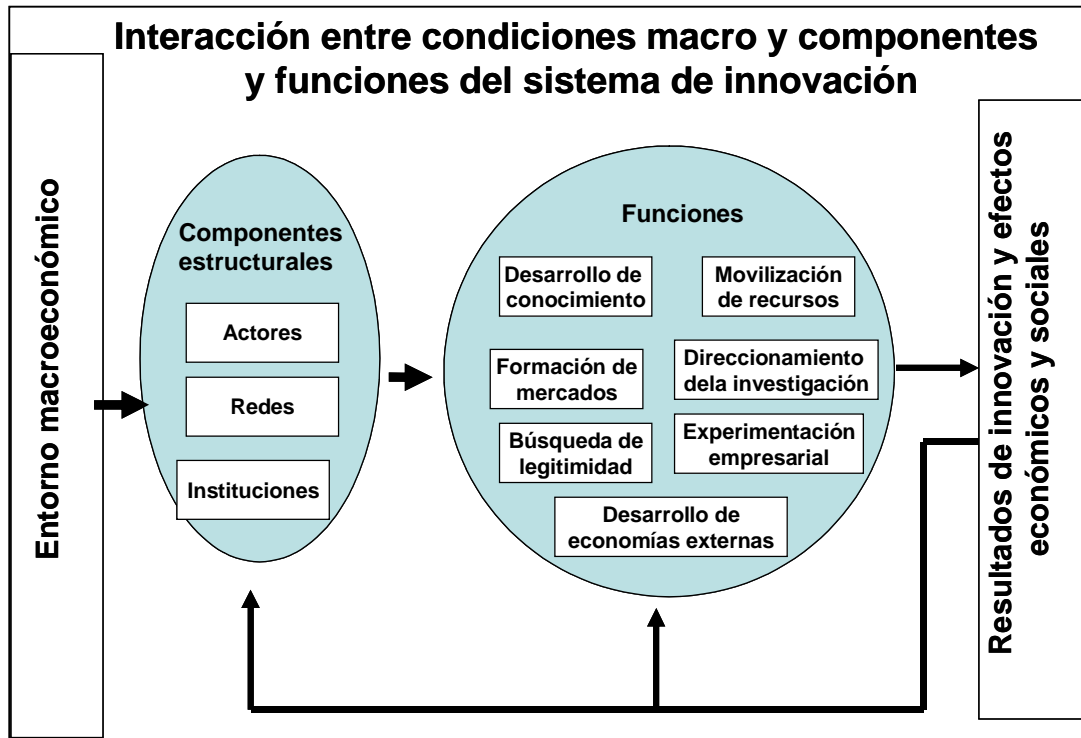 Interacción entre condiciones macro y componentes
y funciones del sistema de innovación
Entorno macroeconómico
Componentes
estructurales
Actores
Redes
Instituciones
Funciones
Desarrollo de
conocimiento
Movilización
de recursos
Formación de
mercados
Direccionamiento
dela investigación
Búsqueda de
legitimidad
Experimentación
empresarial
Desarrollo de
economías externas
Resultados de innovación y efectos
económicos y sociales